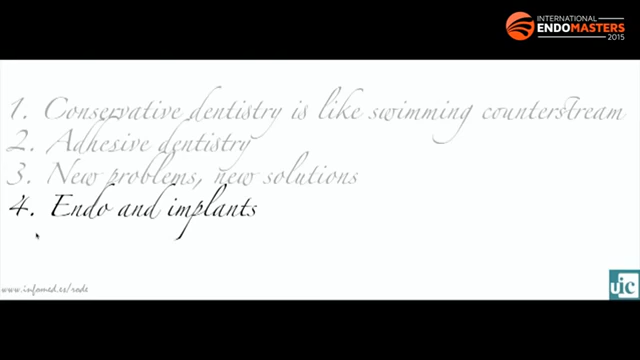 INTERNATIONAL
ENDOMASTERS
2015
1. Conservative dentistry is like swimming counterstream
2. Adhesive dentistry
3. New problems, new solutions
4. Endo and implants
www.infomed.es/rode
uic